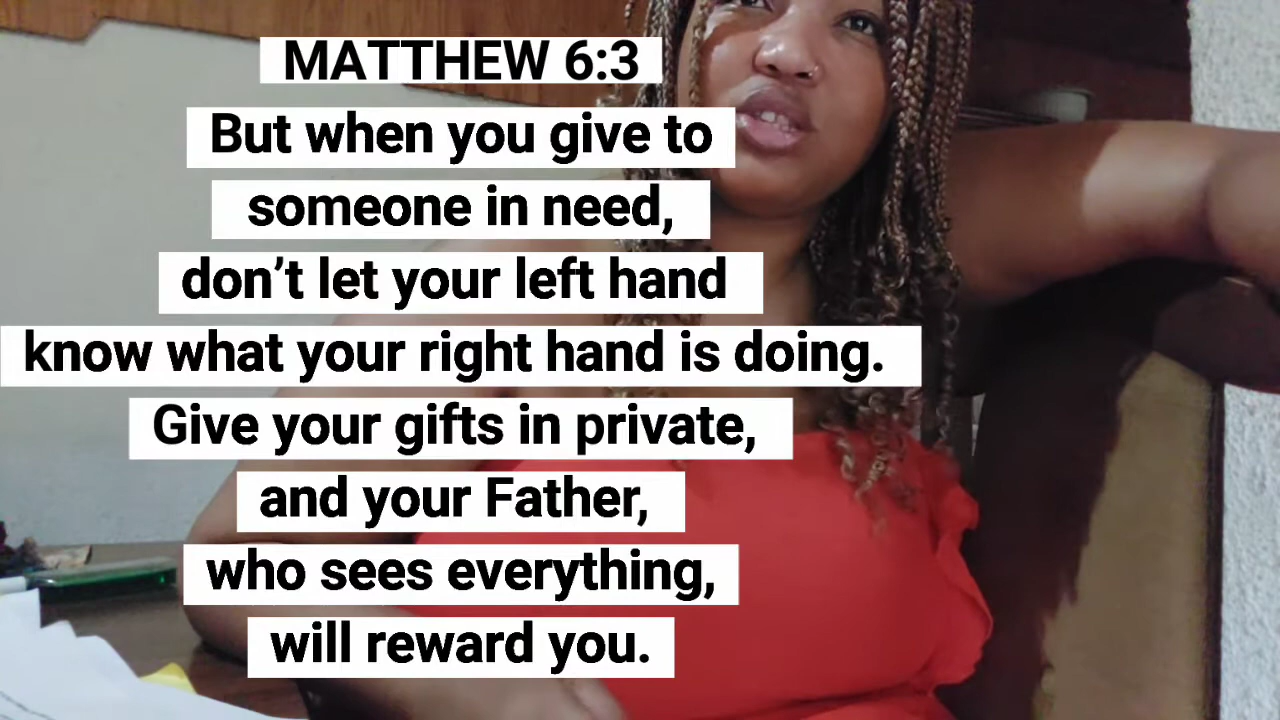 MATTHEW 6:3
But when you give to
someone in need,
don’t let your left hand
know what your right hand is doing.
Give your gifts in private,
and your Father,
who sees everything,
will reward you.